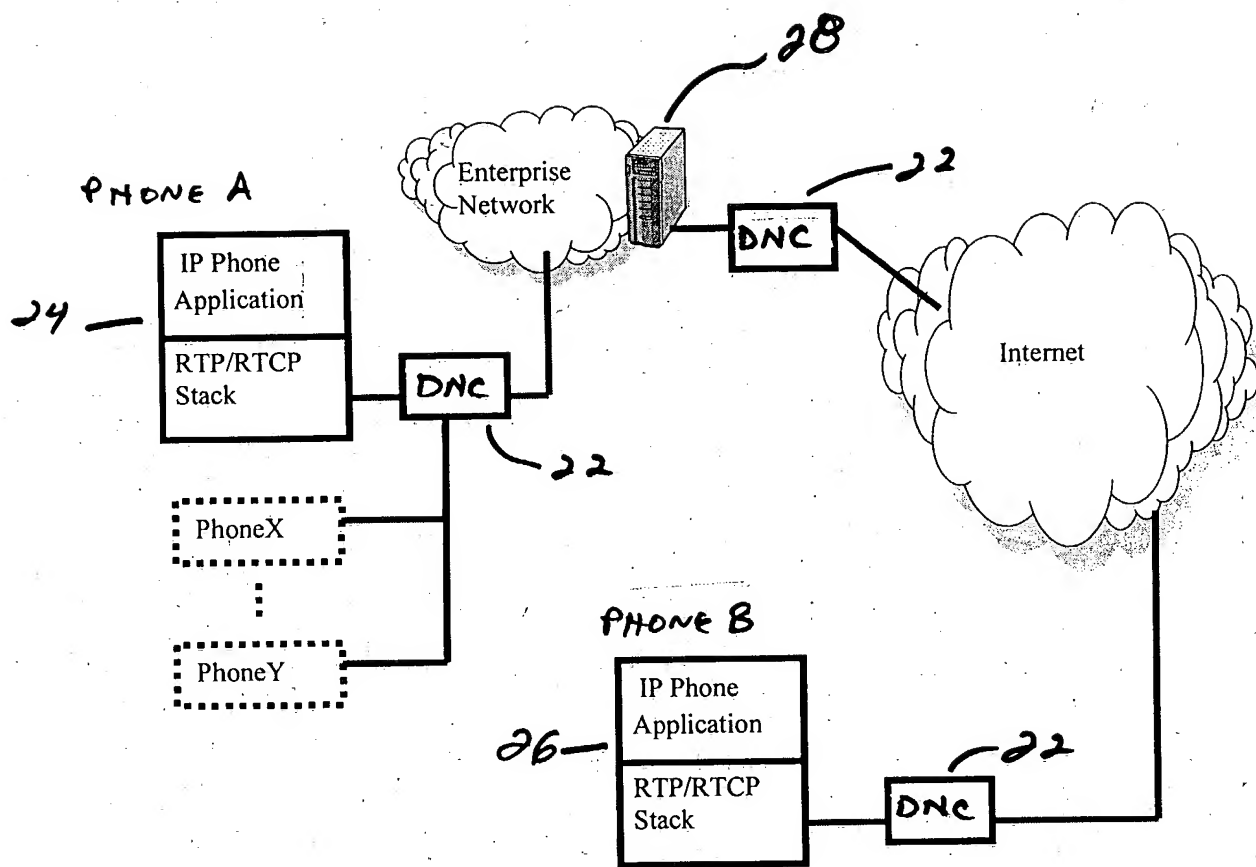 28
Enterprise
Network
22
DNC
PHONE A
IP Phone
Application
24
RTP/RTCP
Stack
DNC
22
Internet
PhoneX
PhoneY
PHONE B
IP Phone
Application
26
RTP/RTCP
Stack
22
DNC